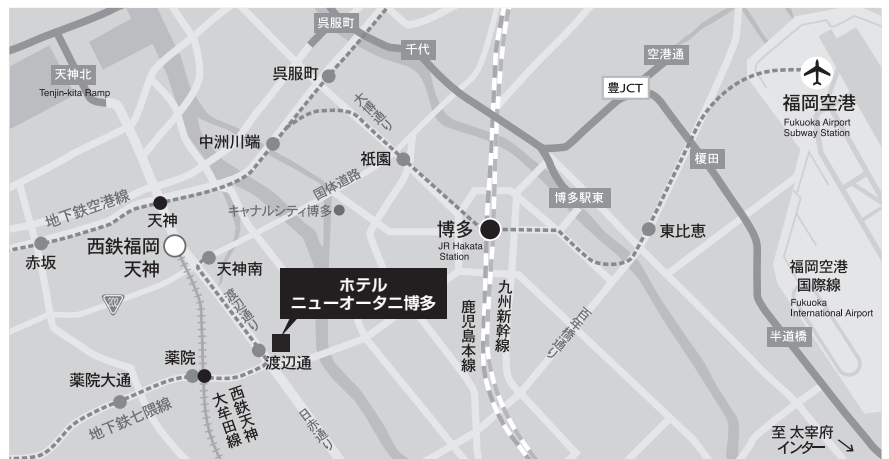 呉服町
千代
空港通
天神北
Tenjin-kita Ramp
呉服町
大博通り
豊JCT
福岡空港
Fukuoka Airport
Subway Station
中洲川端
祇園
榎田
国体道路
博多駅東
地下鉄空港線
天神
キャナルシティ博多
博多
JR Hakata
Station
東比恵
赤坂
西鉄福岡
天神
天神南
ホテル
ニューオータニ博多
福岡空港
国際線
Fukuoka
International Airport
202
渡辺通り
九州新幹線
鹿児島本線
百年橋通り
半道橋
薬院
渡辺通
薬院大通
地下鉄七隈線
西鉄天神
大牟田線
日赤通り
至 太宰府
インター